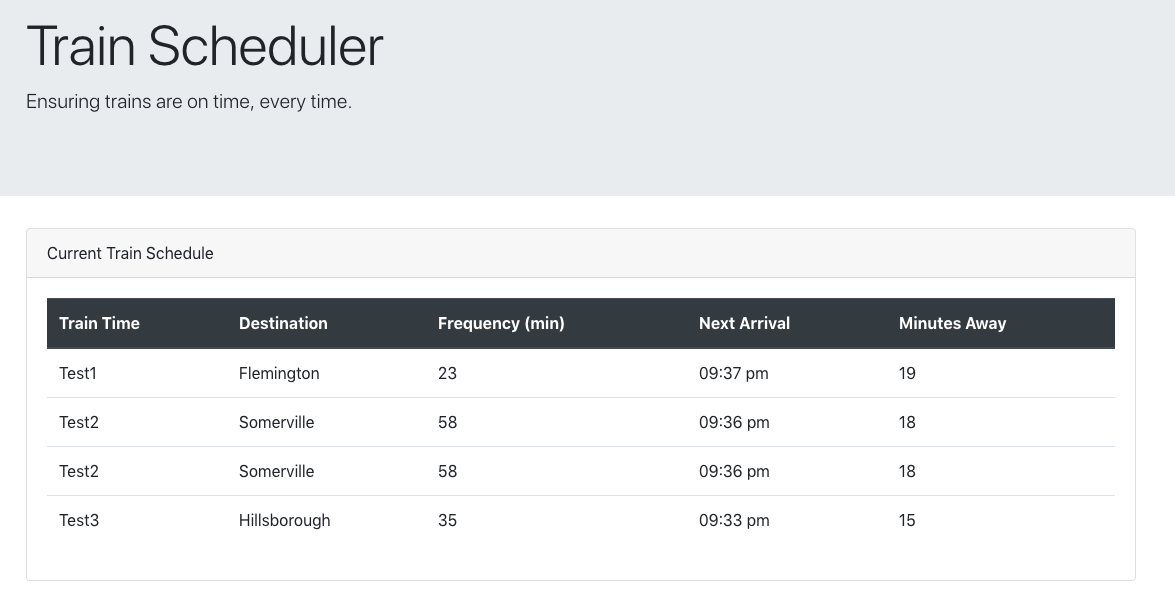 Train Scheduler
Ensuring trains are on time, every time.
Current Train Schedule
Train Time Destination Frequency (min) Next Arrival Minutes Away
Test1 Flemington 23 09:37 pm 19
Test2 Somerville 58 09:36 pm 18
Test2 Somerville 58 09:36 pm 18
Test3 Hillsborough 35 09:33 pm 15